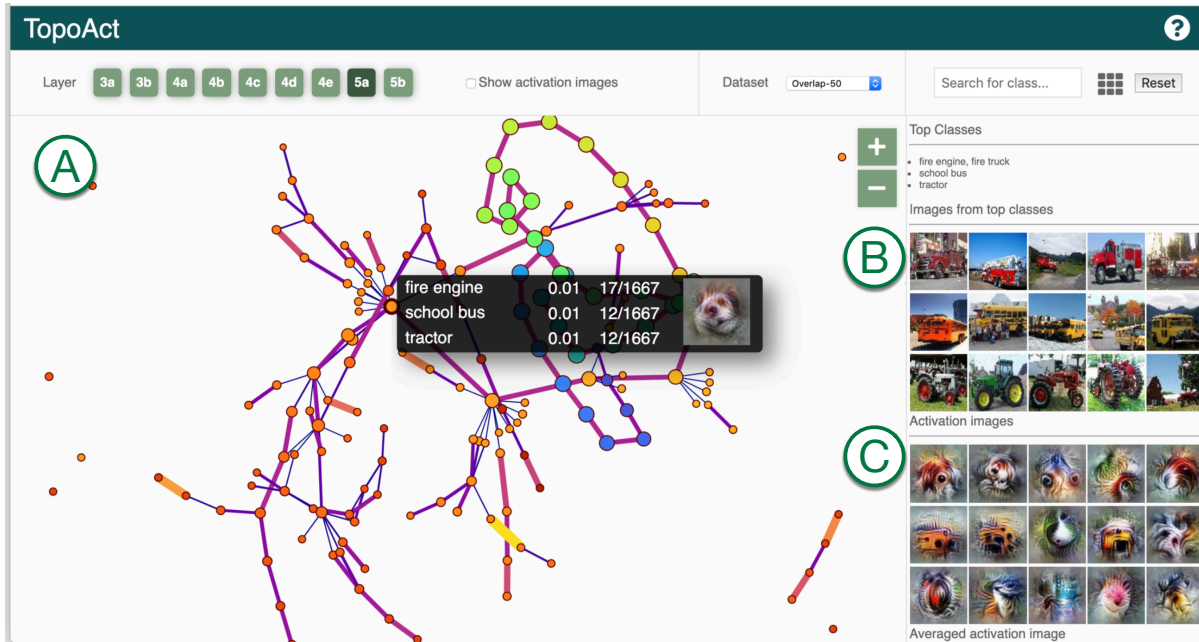 TopoAct
?
Layer 3a 3b 4a 4b 4c 4d 4e 5a 5b Show activation images Dataset Overlap-50 Search for class... Reset
A
+
−
Top Classes
fire engine, fire truck
school bus
tractor
Images from top classes
B
fire engine 0.01 17/1667
school bus 0.01 12/1667
tractor 0.01 12/1667
Activation images
C
Averaged activation image